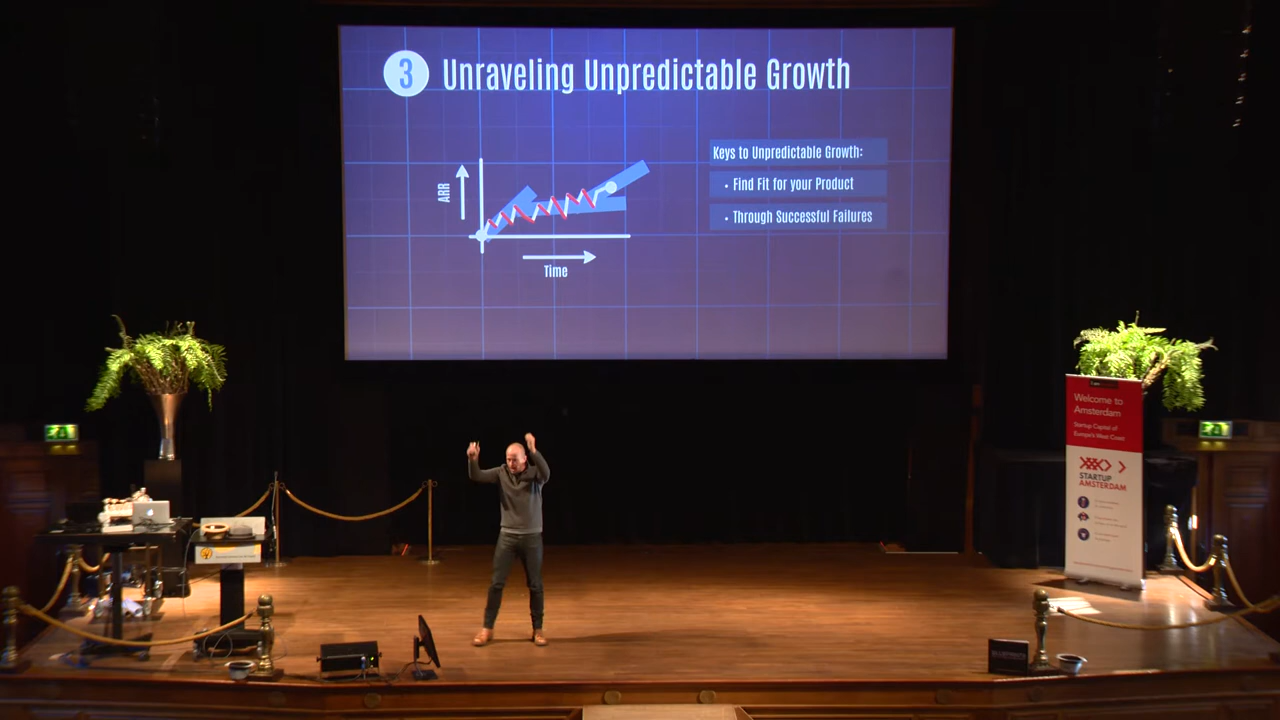 3 Unraveling Unpredictable Growth
Keys to Unpredictable Growth:
• Find Fit for your Product
• Through Successful Failures
ARR
Time
Welcome to
Amsterdam
Startup Capital of
Europe's West Coast
STARTUP
AMSTERDAM